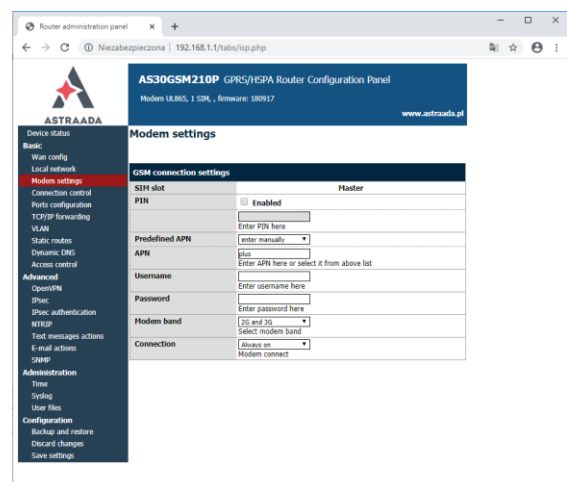 Router administration panel
Niezabezpieczona | 192.168.1.1/tabs/isp.php
AS30GSM210P GPRS/HSPA Router Configuration Panel
Modem UL865, 1 SIM, , firmware: 180917
www.astraada.pl
ASTRAADA
Device status
Basic
Wan config
Local network
Modem settings
Connection control
Ports configuration
TCP/IP forwarding
VLAN
Static routes
Dynamic DNS
Access control
Advanced
OpenVPN
IPsec
IPsec authentication
NTRIP
Text messages actions
E-mail actions
SNMP
Administration
Time
Syslog
User files
Configuration
Backup and restore
Discard changes
Save settings
Modem settings
GSM connection settings
SIM slot Master
PIN Enabled
Enter PIN here
Predefined APN enter manually
APN plus
Enter APN here or select it from above list
Username
Enter username here
Password
Enter password here
Modem band 2G and 3G
Select modem band
Connection Always on
Modem connect